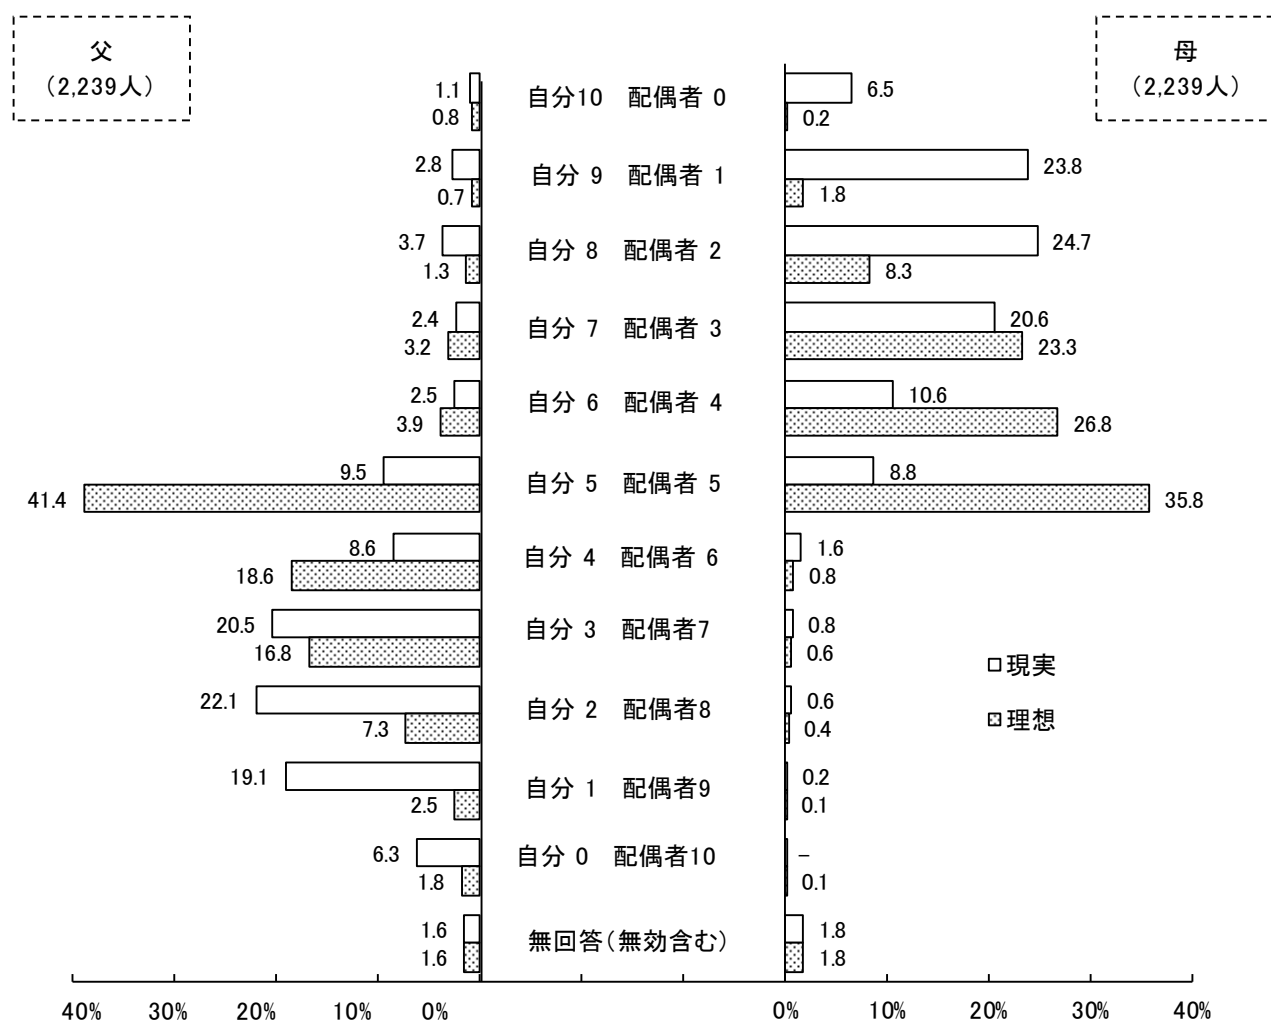 父
（2,239人）
母
（2,239人）
1.1 自分10 配偶者 0 6.5
0.8 0.2
2.8 自分 9 配偶者 1 23.8
0.7 1.8
3.7 自分 8 配偶者 2 24.7
1.3 8.3
2.4 自分 7 配偶者 3 20.6
3.2 23.3
2.5 自分 6 配偶者 4 10.6
3.9 26.8
9.5 自分 5 配偶者 5 8.8
41.4 35.8
8.6 自分 4 配偶者 6 1.6
18.6 0.8
20.5 自分 3 配偶者7 0.8
16.8 0.6
22.1 自分 2 配偶者8 0.6
7.3 0.4
19.1 自分 1 配偶者9 0.2
2.5 0.1
6.3 自分 0 配偶者10 –
1.8 0.1
1.6 無回答（無効含む） 1.8
1.6 1.8
現実
理想
40% 30% 20% 10% 0% 0% 10% 20% 30% 40%